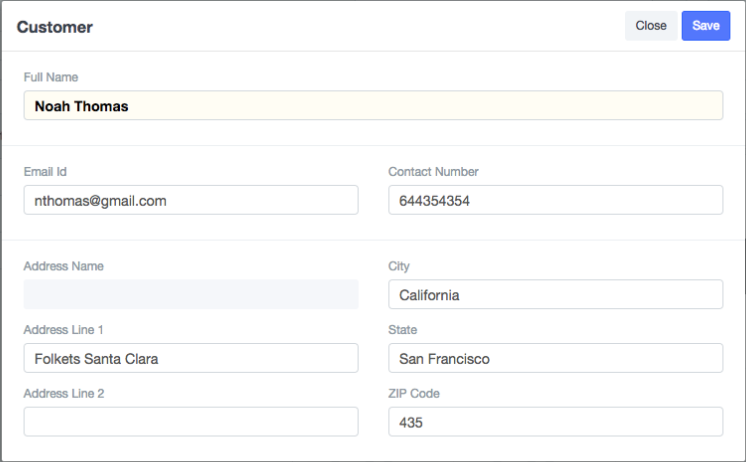 Customer
Close
Save
Full Name
Noah Thomas
Email Id
Contact Number
nthomas@gmail.com
644354354
Address Name
City
California
Address Line 1
State
Folkets Santa Clara
San Francisco
Address Line 2
ZIP Code
435